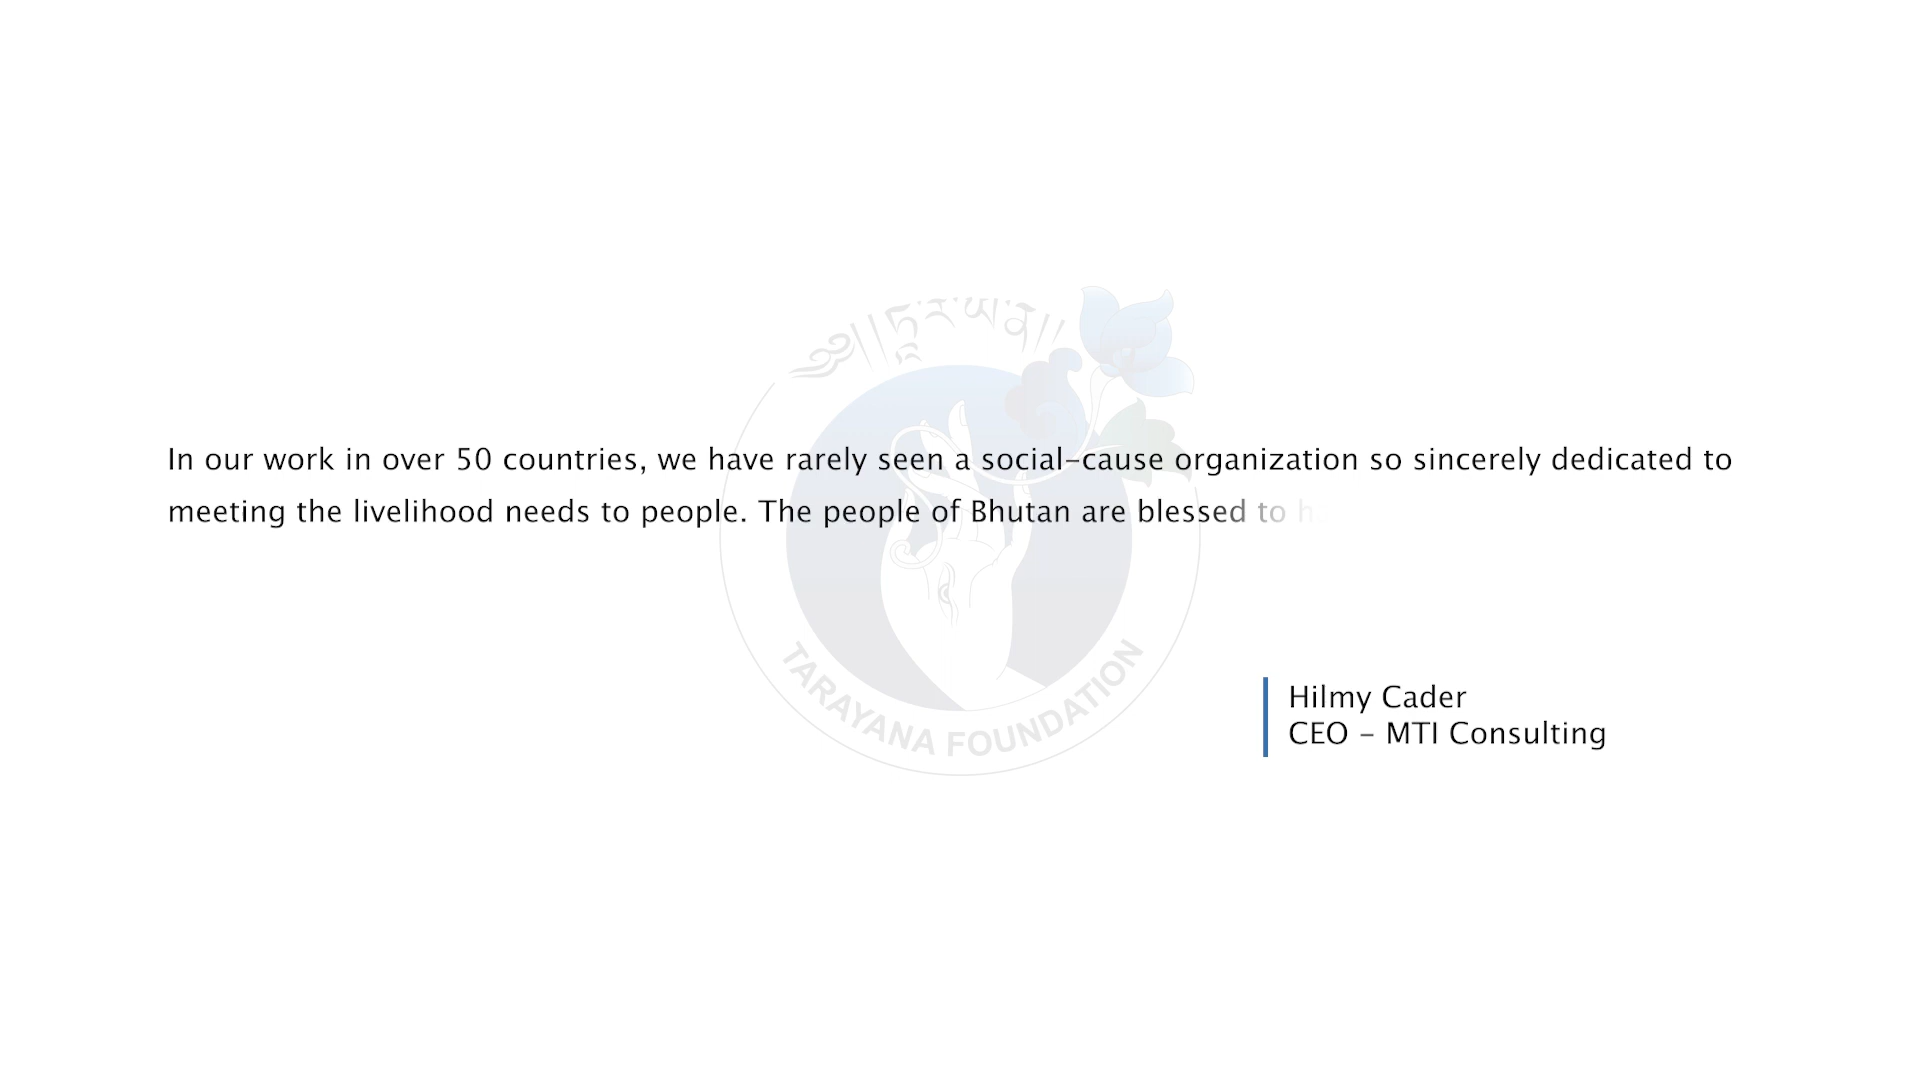 ༄༅།།ཏཱ་ར་ཡ་ན།།
In our work in over 50 countries, we have rarely seen a social-cause organization so sincerely dedicated to
meeting the livelihood needs to people. The people of Bhutan are blessed to
TARAYANA FOUNDATION
Hilmy Cader
CEO - MTI Consulting